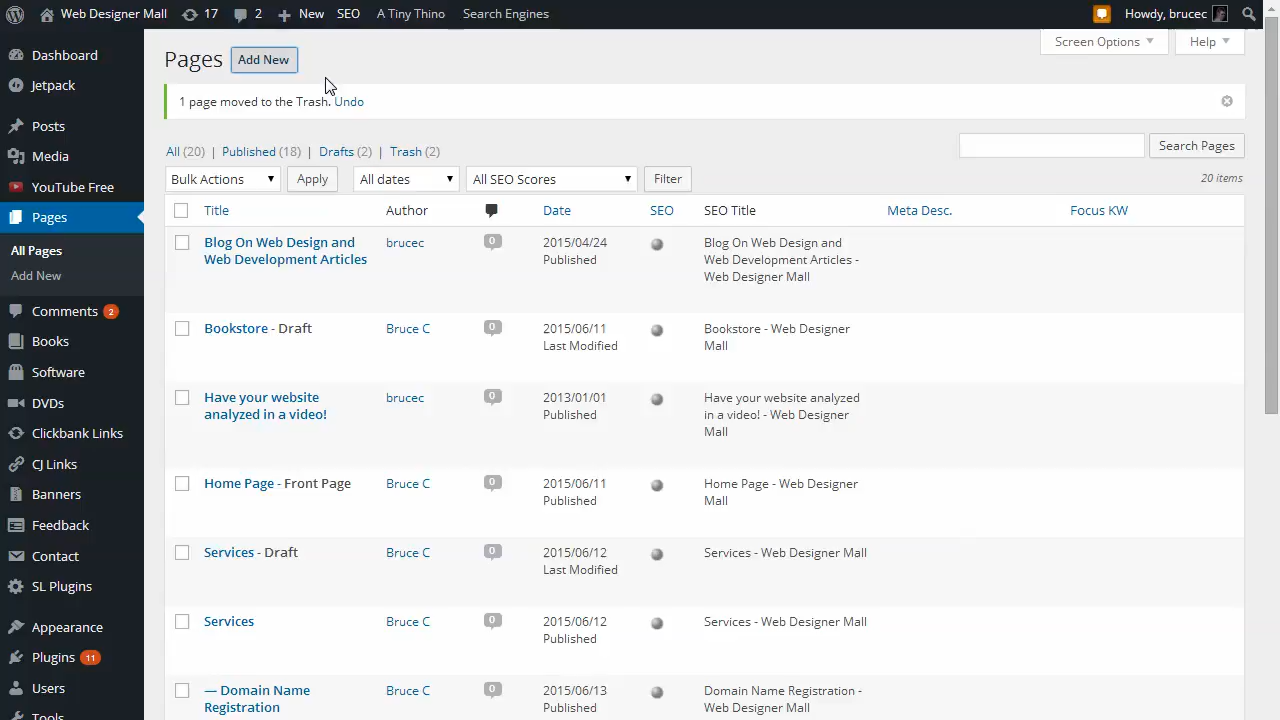 Web Designer Mall 17 2 New SEO A Tiny Thino Search Engines Howdy, brucec
Dashboard
Jetpack
Posts
Media
YouTube Free
Pages
All Pages
Add New
Comments 2
Books
Software
DVDs
Clickbank Links
CJ Links
Banners
Feedback
Contact
SL Plugins
Appearance
Plugins 11
Users
Tools
Screen Options Help
Pages Add New
1 page moved to the Trash. Undo
All (20) | Published (18) | Drafts (2) | Trash (2)
Search Pages
Bulk Actions Apply All dates All SEO Scores Filter
20 items
Title Author Date SEO SEO Title Meta Desc. Focus KW
Blog On Web Design and
Web Development Articles
brucec
0
2015/04/24
Published
Blog On Web Design and
Web Development Articles -
Web Designer Mall
Bookstore - Draft
Bruce C
0
2015/06/11
Last Modified
Bookstore - Web Designer
Mall
Have your website
analyzed in a video!
brucec
0
2013/01/01
Published
Have your website analyzed
in a video! - Web Designer
Mall
Home Page - Front Page
Bruce C
0
2015/06/11
Published
Home Page - Web Designer
Mall
Services - Draft
Bruce C
0
2015/06/12
Last Modified
Services - Web Designer Mall
Services
Bruce C
0
2015/06/12
Published
Services - Web Designer Mall
— Domain Name
Registration
Bruce C
0
2015/06/13
Published
Domain Name Registration -
Web Designer Mall